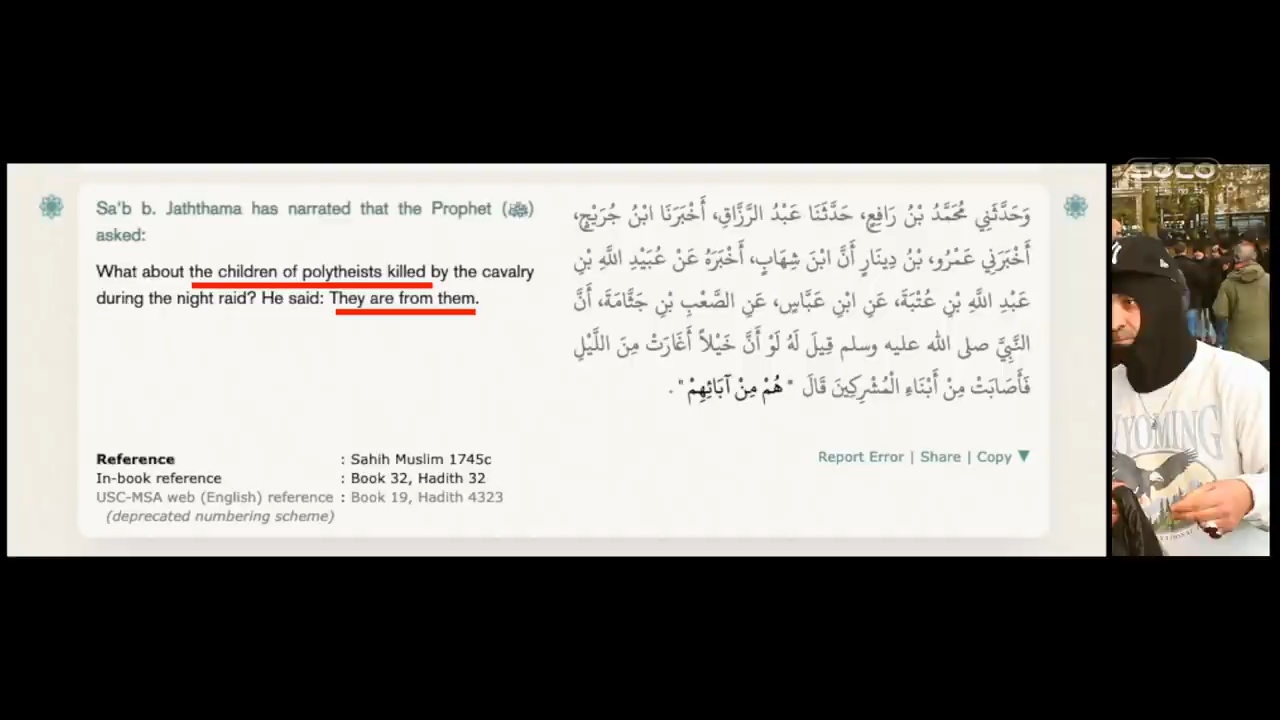 Sa'b b. Jaththama has narrated that the Prophet (ﷺ)
asked:
What about the children of polytheists killed by the cavalry
during the night raid? He said: They are from them.
وَحَدَّثَنِي مُحَمَّدُ بْنُ رَافِعٍ، حَدَّثَنَا عَبْدُ الرَّزَّاقِ، أَخْبَرَنَا ابْنُ جُرَيْجٍ،
أَخْبَرَنِي عَمْرُو، بْنُ دِينَارٍ أَنَّ ابْنَ شِهَابٍ، أَخْبَرَهُ عَنْ عُبَيْدِ اللَّهِ بْنِ
عَبْدِ اللَّهِ بْنِ عُتْبَةَ، عَنِ ابْنِ عَبَّاسٍ، عَنِ الصَّعْبِ بْنِ جَثَّامَةَ، أَنَّ
النَّبِيَّ صلى الله عليه وسلم قِيلَ لَهُ لَوْ أَنَّ خَيْلاً أَغَارَتْ مِنَ اللَّيْلِ
فَأَصَابَتْ مِنْ أَبْنَاءِ الْمُشْرِكِينَ قَالَ " هُمْ مِنْ آبَائِهِمْ " .
Reference : Sahih Muslim 1745c
In-book reference : Book 32, Hadith 32
USC-MSA web (English) reference : Book 19, Hadith 4323
(deprecated numbering scheme)
Report Error | Share | Copy ▼
SOCO
WYOMING